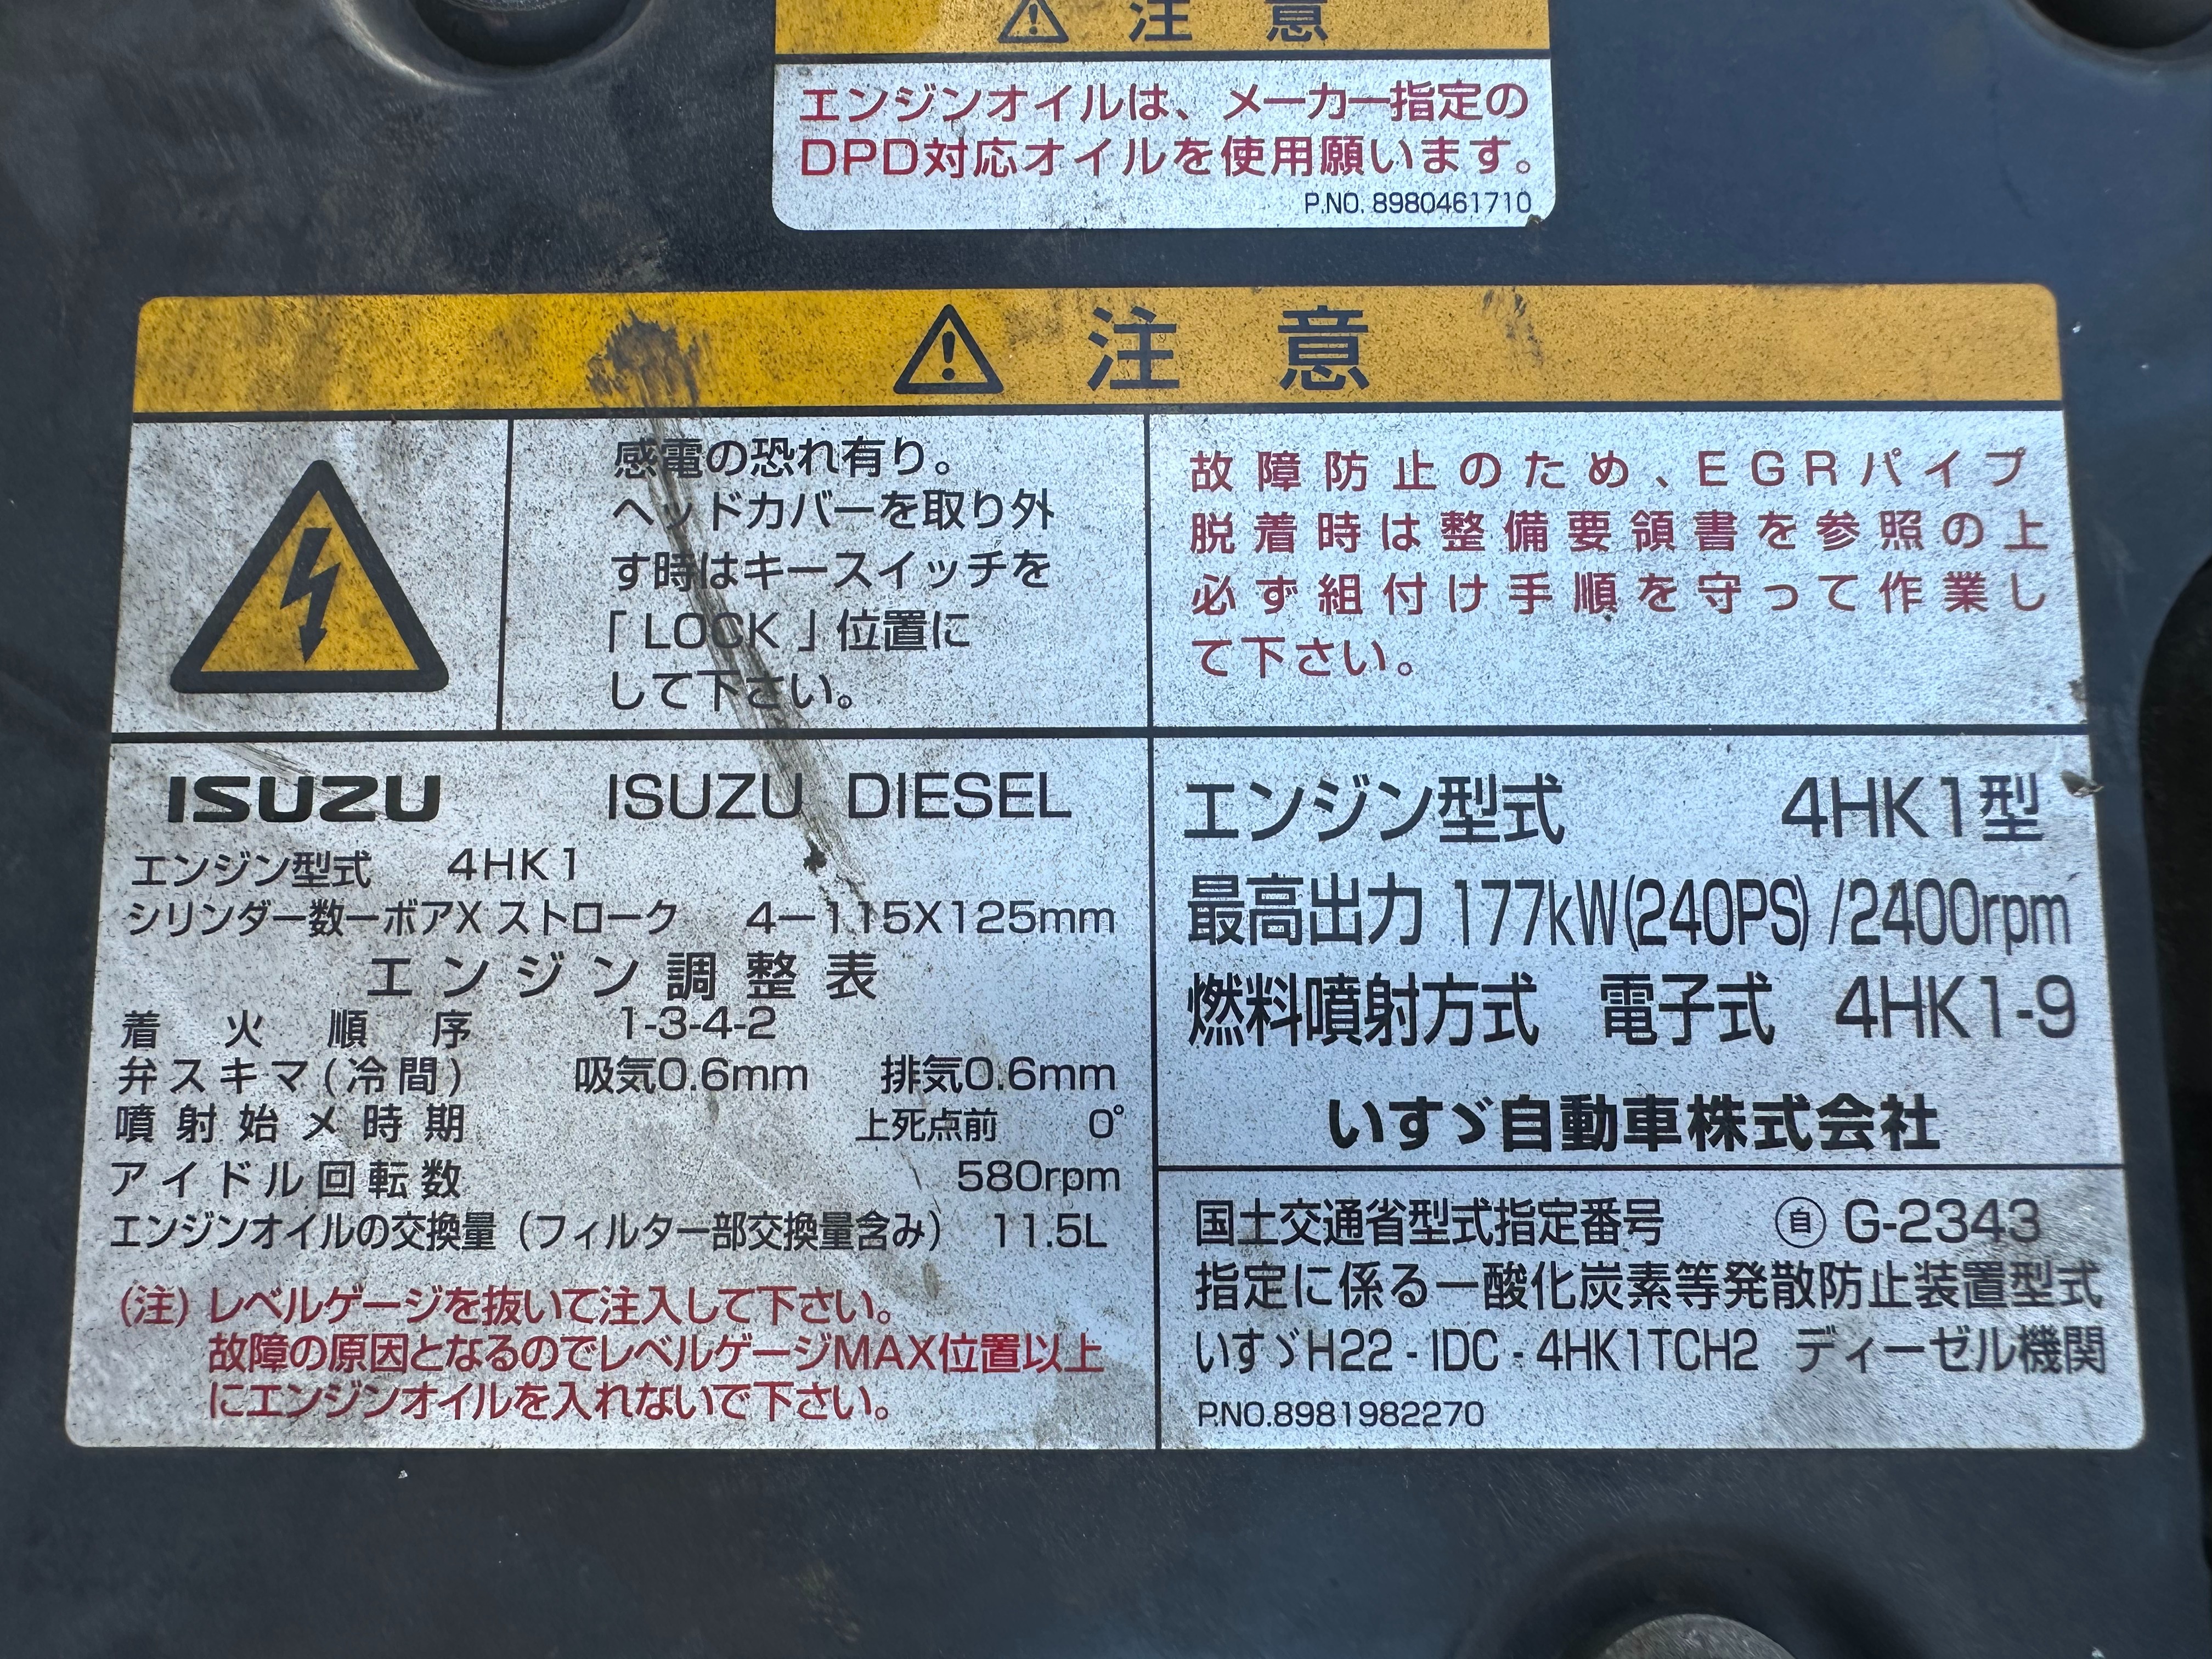 注意
エンジンオイルは、メーカー指定の
DPD対応オイルを使用願います。
P.NO. 8980461710
注意
感電の恐れ有り。
ヘッドカバーを取り外
す時はキースイッチを
「LOCK」位置に
して下さい。
故障防止のため、EGRパイプ
脱着時は整備要領書を参照の上
必ず組付け手順を守って作業し
て下さい。
ISUZU ISUZU DIESEL
エンジン型式 4HK1
シリンダー数ーボアX ストローク 4ー115X125mm
エンジン調整表
着火順序 1-3-4-2
弁スキマ(冷間) 吸気0.6mm 排気0.6mm
噴射始メ時期 上死点前 0°
アイドル回転数 580rpm
エンジンオイルの交換量（フィルター部交換量含み） 11.5L
(注) レベルゲージを抜いて注入して下さい。
故障の原因となるのでレベルゲージMAX位置以上
にエンジンオイルを入れないで下さい。
エンジン型式 4HK1型
最高出力 177kW(240PS) /2400rpm
燃料噴射方式 電子式 4HK1-9
いすゞ自動車株式会社
国土交通省型式指定番号 ㊂自 G-2343
指定に係る一酸化炭素等発散防止装置型式
いすゞH22 - IDC - 4HK1TCH2 ディーゼル機関
P.NO.8981982270